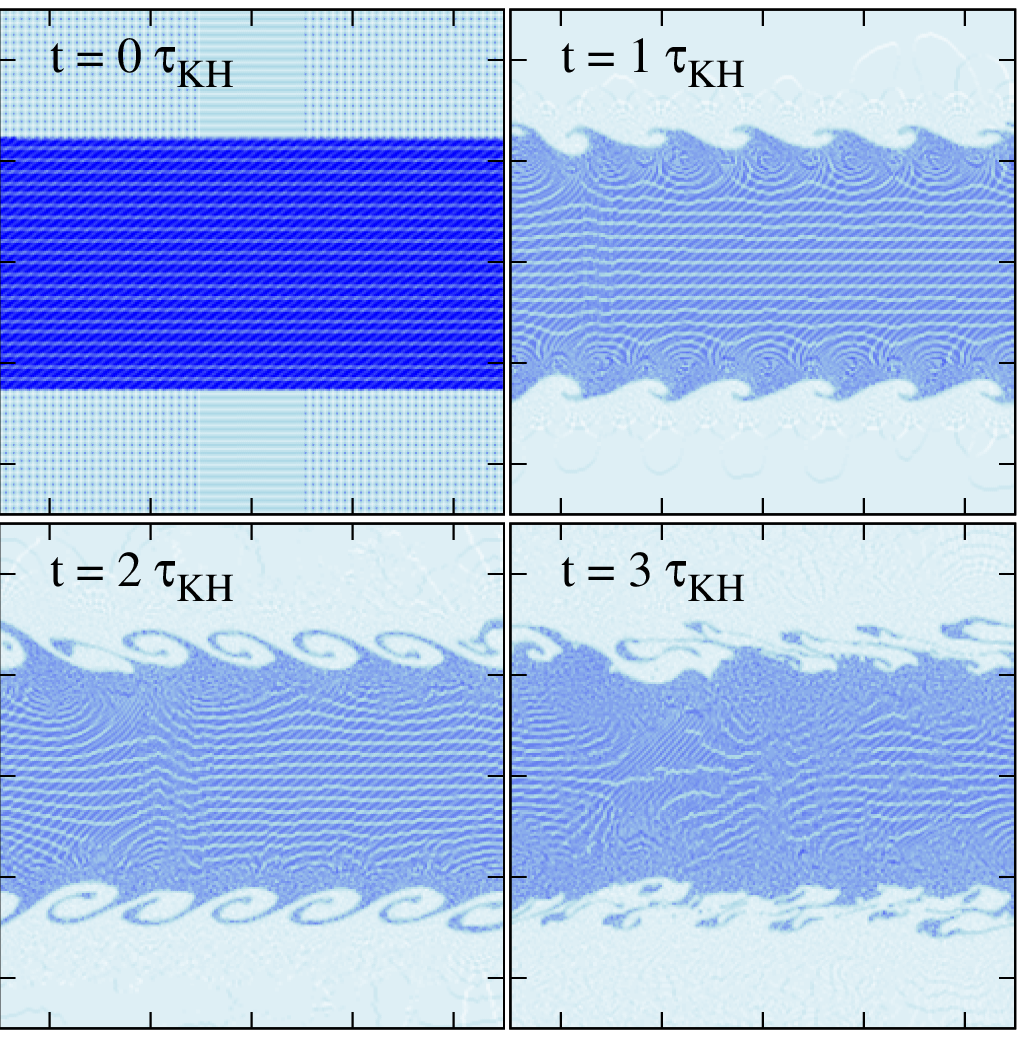 t = 0 τKH
t = 1 τKH
t = 2 τKH
t = 3 τKH